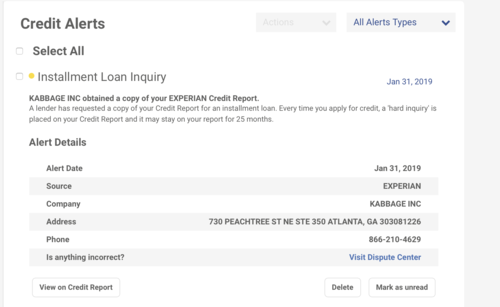 Credit Alerts
Actions
All Alerts Types
Select All
Installment Loan Inquiry
Jan 31, 2019
KABBAGE INC obtained a copy of your EXPERIAN Credit Report.
A lender has requested a copy of your Credit Report for an installment loan. Every time you apply for credit, a 'hard inquiry' is
placed on your Credit Report and it may stay on your report for 25 months.
Alert Details
Alert Date Jan 31, 2019
Source EXPERIAN
Company KABBAGE INC
Address 730 PEACHTREE ST NE STE 350 ATLANTA, GA 303081226
Phone 866-210-4629
Is anything incorrect? Visit Dispute Center
View on Credit Report Delete Mark as unread